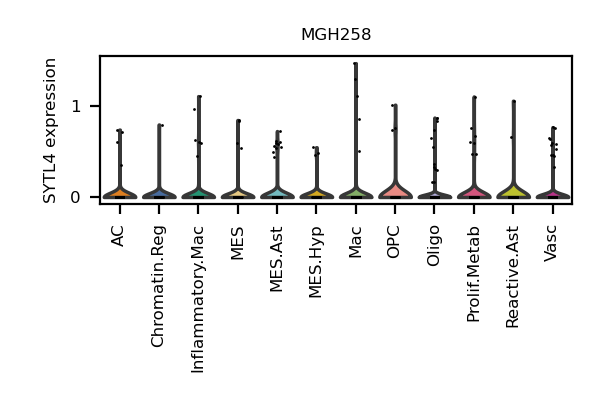 MGH258
SYTL4 expression
1
0
AC
Chromatin.Reg
Inflammatory.Mac
MES
MES.Ast
MES.Hyp
Mac
OPC
Oligo
Prolif.Metab
Reactive.Ast
Vasc